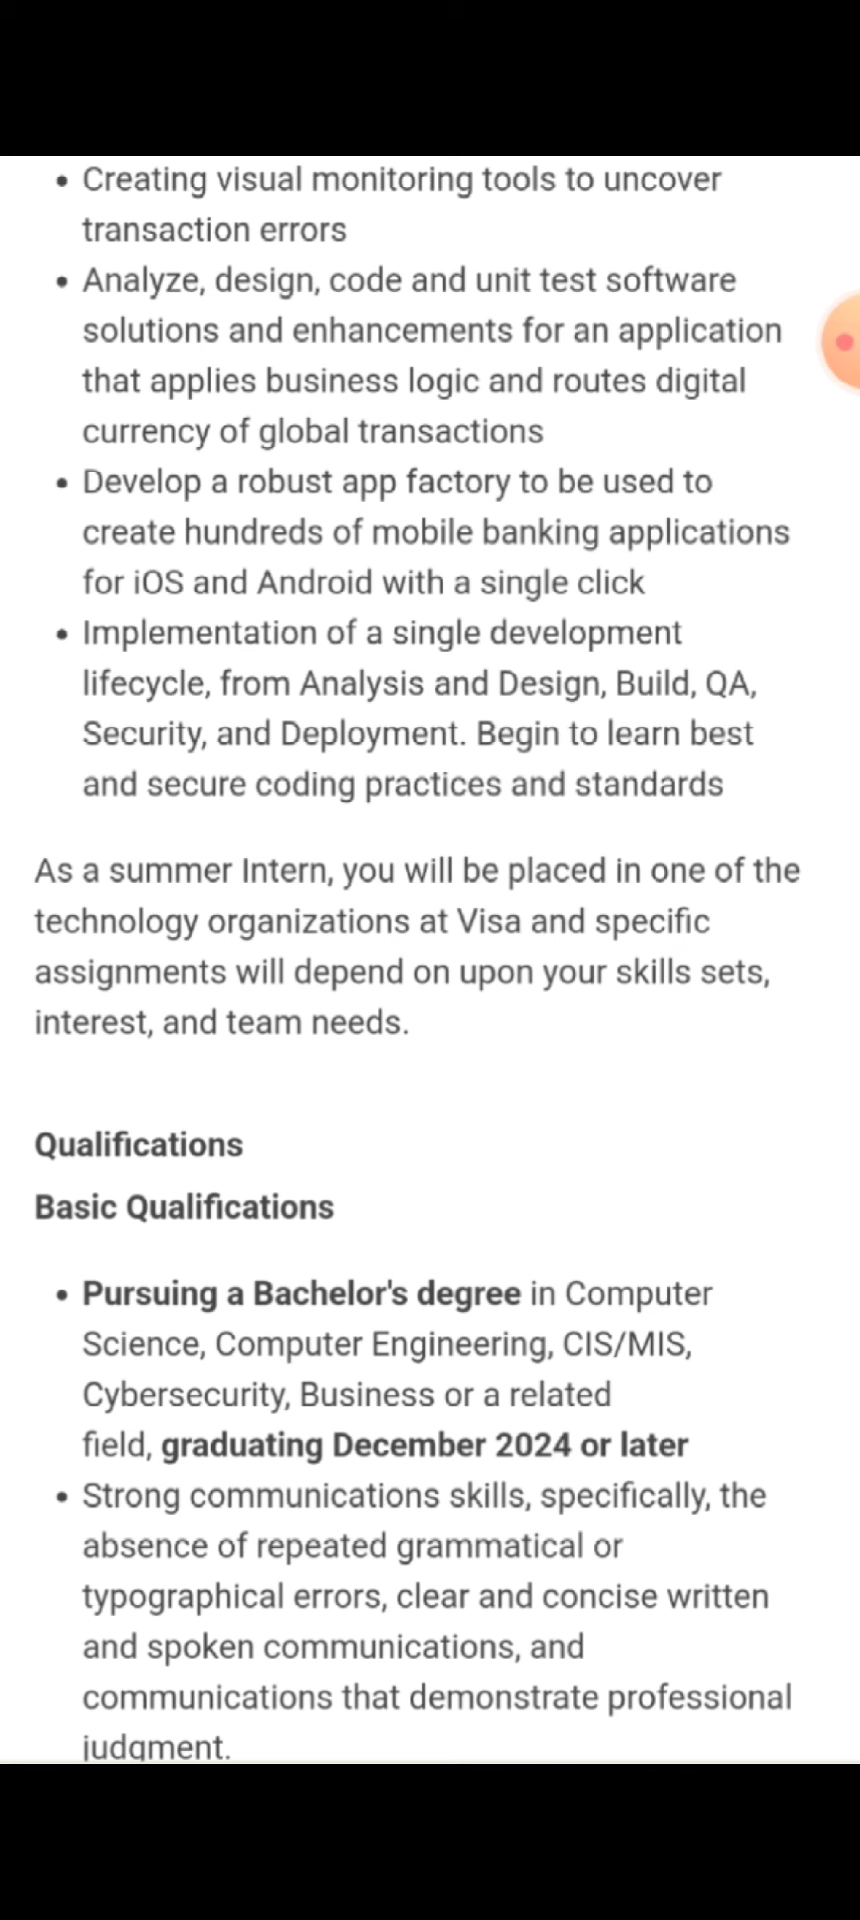 Creating visual monitoring tools to uncover
transaction errors
Analyze, design, code and unit test software
solutions and enhancements for an application
that applies business logic and routes digital
currency of global transactions
Develop a robust app factory to be used to
create hundreds of mobile banking applications
for iOS and Android with a single click
Implementation of a single development
lifecycle, from Analysis and Design, Build, QA,
Security, and Deployment. Begin to learn best
and secure coding practices and standards
As a summer Intern, you will be placed in one of the
technology organizations at Visa and specific
assignments will depend on upon your skills sets,
interest, and team needs.
Qualifications
Basic Qualifications
Pursuing a Bachelor's degree in Computer
Science, Computer Engineering, CIS/MIS,
Cybersecurity, Business or a related
field, graduating December 2024 or later
Strong communications skills, specifically, the
absence of repeated grammatical or
typographical errors, clear and concise written
and spoken communications, and
communications that demonstrate professional
judgment.